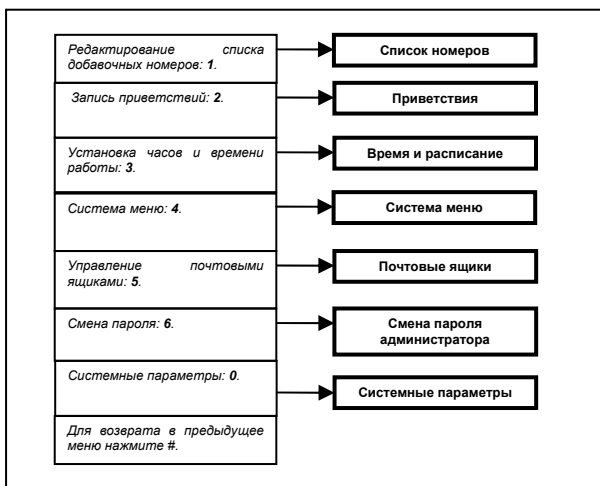 Редактирование списка
добавочных номеров: 1.
Список номеров
Запись приветствий: 2.
Приветствия
Установка часов и времени
работы: 3.
Время и расписание
Система меню: 4.
Система меню
Управление почтовыми
ящиками: 5.
Почтовые ящики
Смена пароля: 6.
Смена пароля
администратора
Системные параметры: 0.
Системные параметры
Для возврата в предыдущее
меню нажмите #.